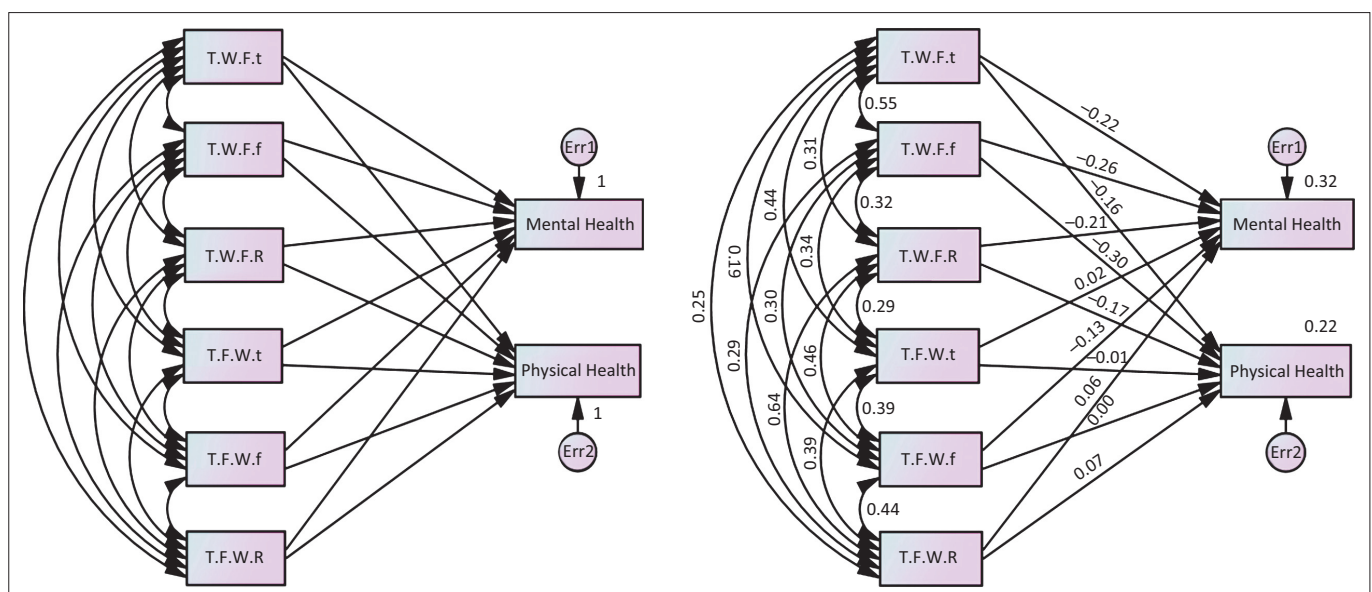 T.W.F.t
T.W.F.f
T.W.F.R
T.F.W.t
T.F.W.f
T.F.W.R
Err1
1
Mental Health
Physical Health
1
Err2
T.W.F.t
T.W.F.f
T.W.F.R
T.F.W.t
T.F.W.f
T.F.W.R
0.55
0.32
0.29
0.39
0.44
0.31
0.34
0.46
0.39
0.44
0.30
0.64
0.19
0.29
0.25
–0.22
–0.26
–0.16
–0.21
–0.30
0.02
–0.17
–0.13
–0.01
0.06
0.00
0.07
Err1
0.32
Mental Health
0.22
Physical Health
Err2